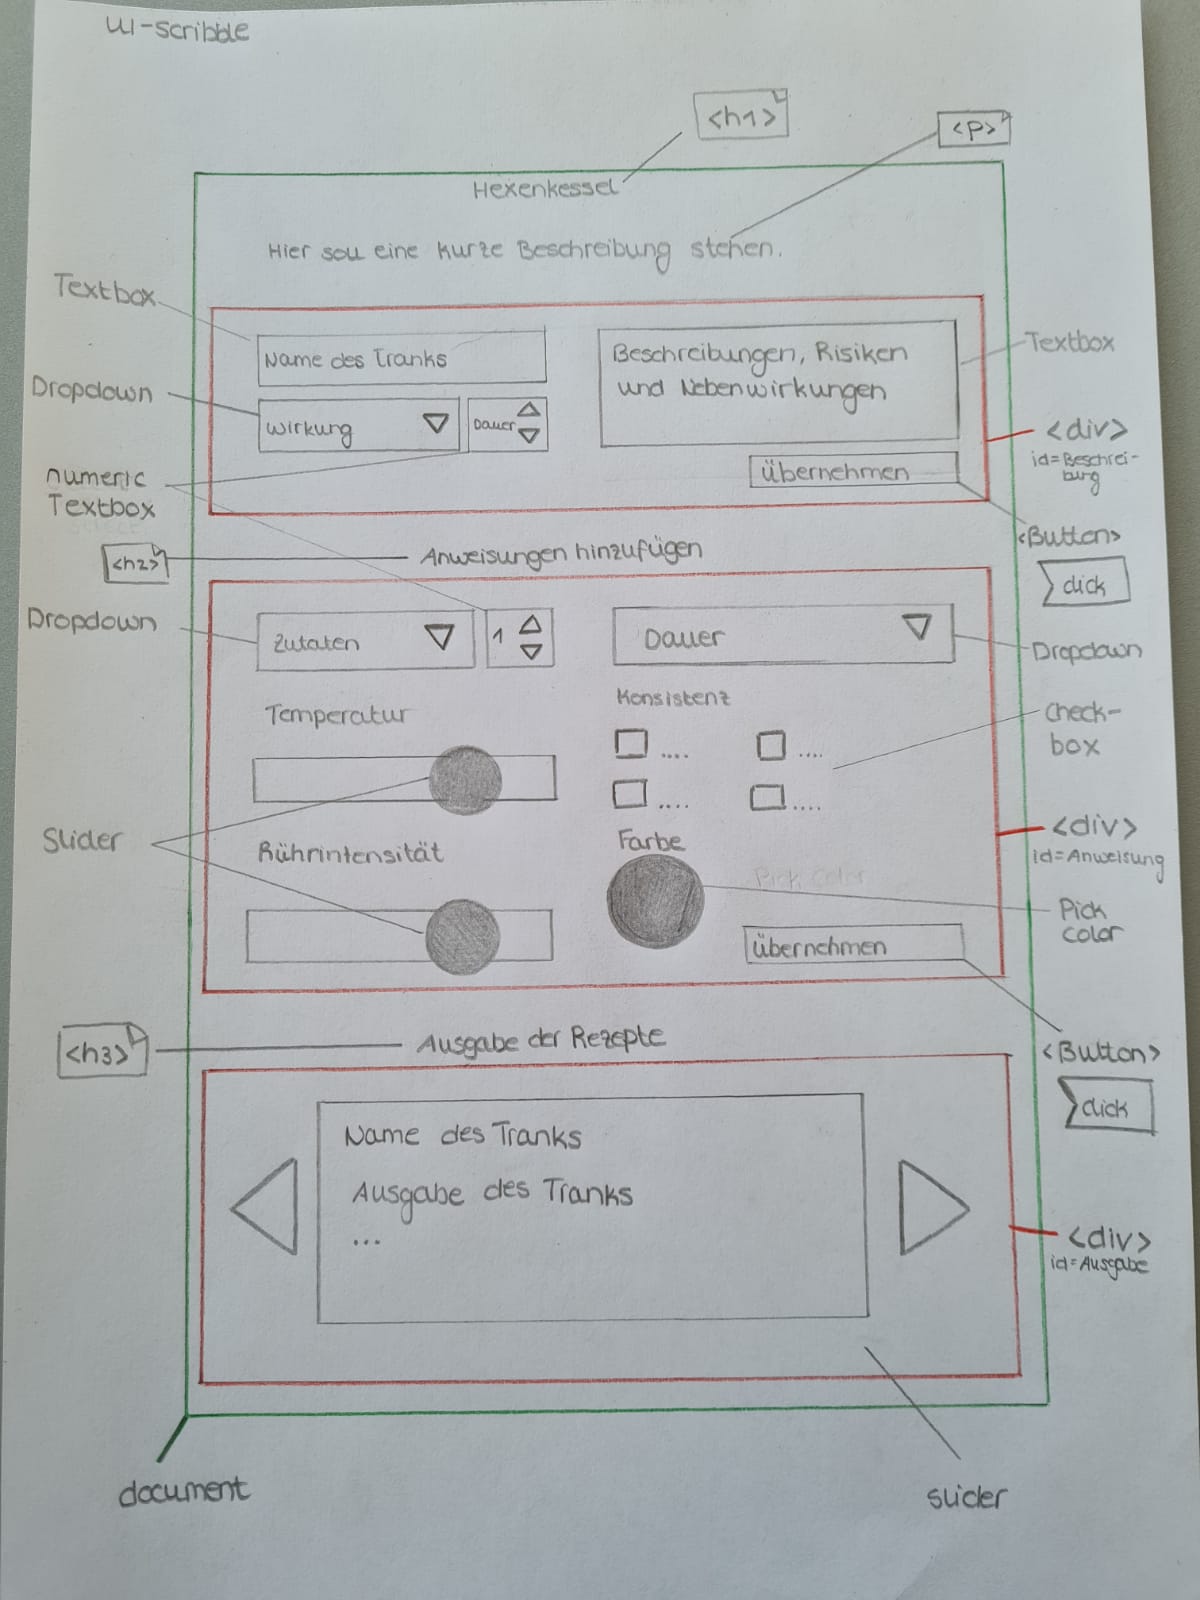 UI-scribble
<h1>
<p>
Hexenkessel
Hier soll eine kurze Beschreibung stehen.
Textbox
Name des Tranks
Beschreibungen, Risiken
und Nebenwirkungen
Textbox
Dropdown
Wirkung
Dauer
<div>
id=Beschrei-
bung
übernehmen
numeric
Textbox
<Button>
click
<h2>
Anweisungen hinzufügen
Dropdown
Zutaten
1
Dauer
Dropdown
Temperatur
Konsistenz
....
....
....
....
Check-
box
Slider
Rührintensität
Farbe
<div>
id=Anweisung
Pick Color
Pick
Color
übernehmen
<h3>
Ausgabe der Rezepte
<Button>
click
Name des Tranks
Ausgabe des Tranks
...
<div>
id=Ausgabe
document
slider